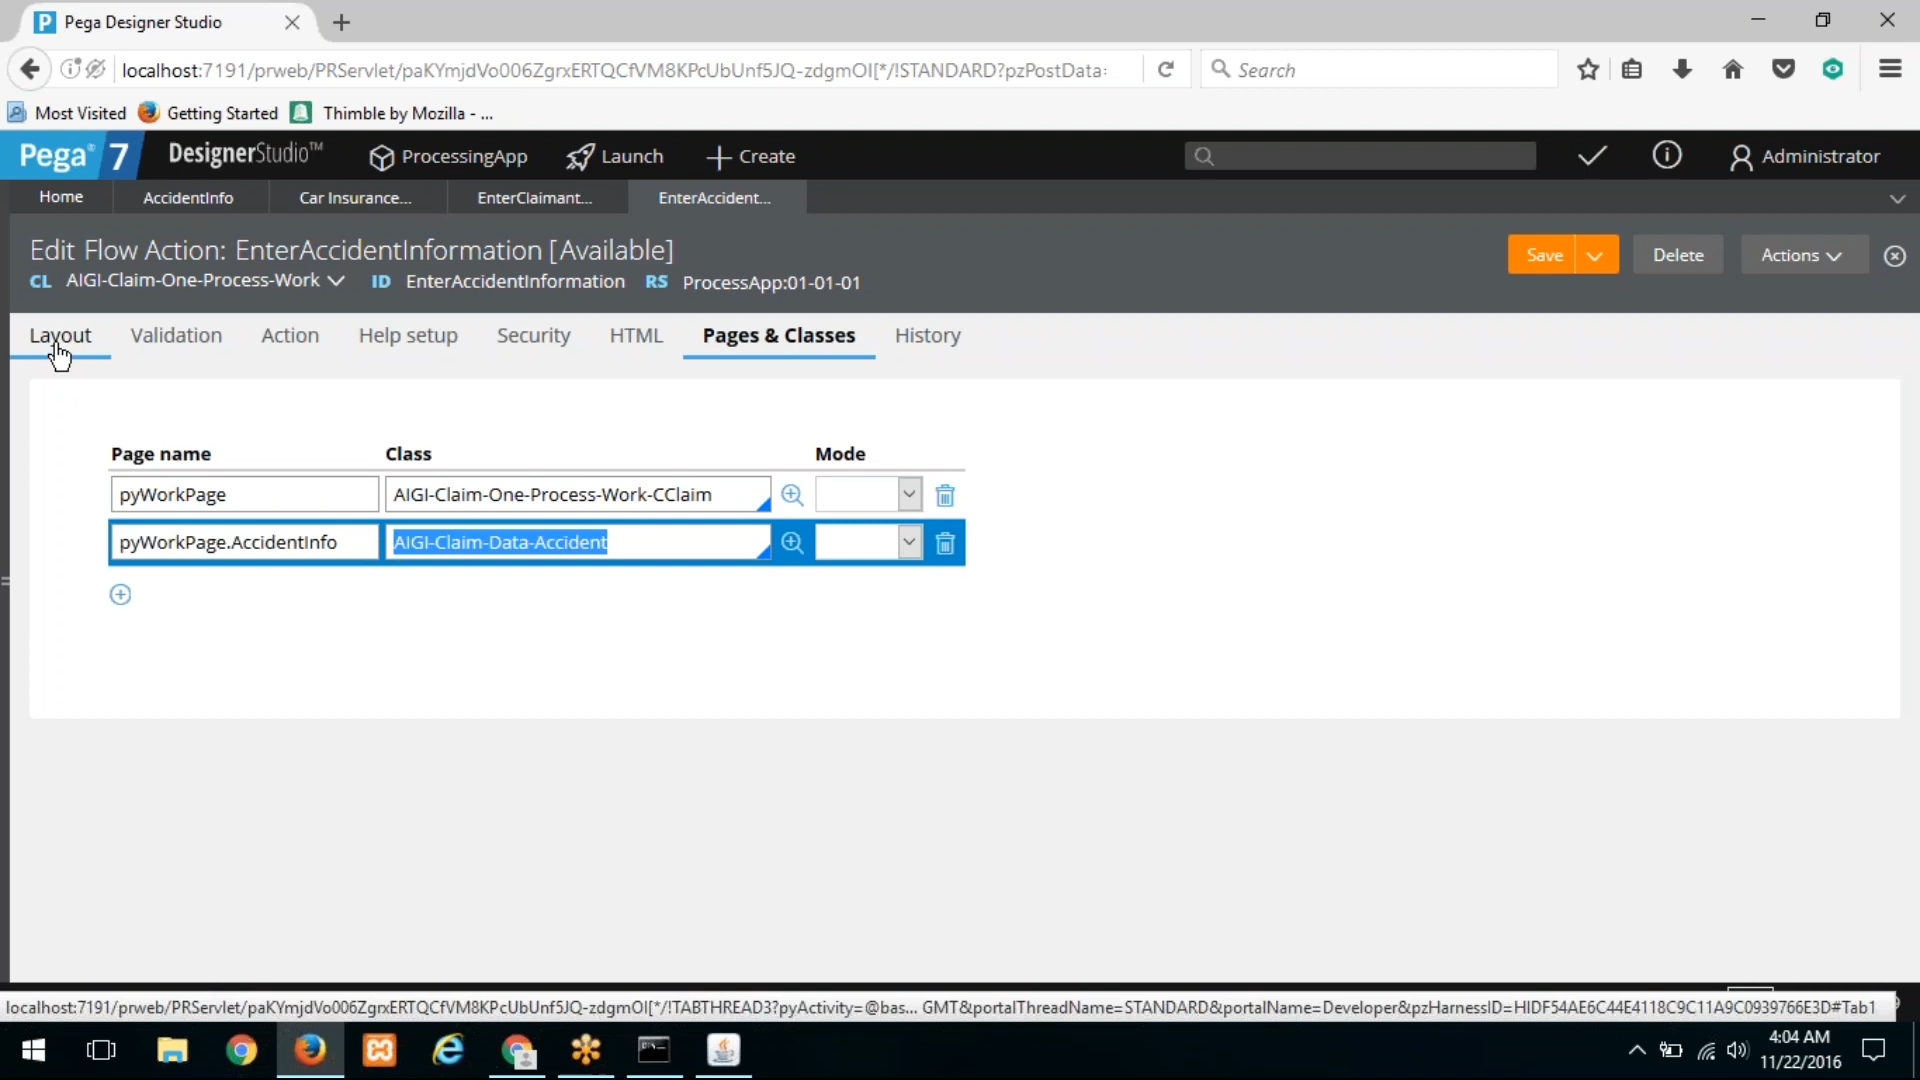 Pega Designer Studio
localhost:7191/prweb/PRServlet/paKYmjdVo006ZgrxERTQCfVM8KPcUbUnf5JQ-zdgmOI[*/!STANDARD?pzPostData:
Search
Most Visited
Getting Started
Thimble by Mozilla - ...
Pega® 7
DesignerStudio™
ProcessingApp
Launch
Create
Administrator
Home
AccidentInfo
Car Insurance...
EnterClaimant...
EnterAccident...
Edit Flow Action: EnterAccidentInformation [Available]
Save
Delete
Actions
CL AIGI-Claim-One-Process-Work ID EnterAccidentInformation RS ProcessApp:01-01-01
Layout
Validation
Action
Help setup
Security
HTML
Pages & Classes
History
Page name Class Mode
pyWorkPage AIGI-Claim-One-Process-Work-CClaim
pyWorkPage.AccidentInfo AIGI-Claim-Data-Accident
localhost:7191/prweb/PRServlet/paKYmjdVo006ZgrxERTQCfVM8KPcUbUnf5JQ-zdgmOI[*/!TABTHREAD3?pyActivity=@bas... GMT&portalThreadName=STANDARD&portalName=Developer&pzHarnessID=HIDF54AE6C44E4118C9C11A9C0939766E3D#Tab1
4:04 AM
11/22/2016